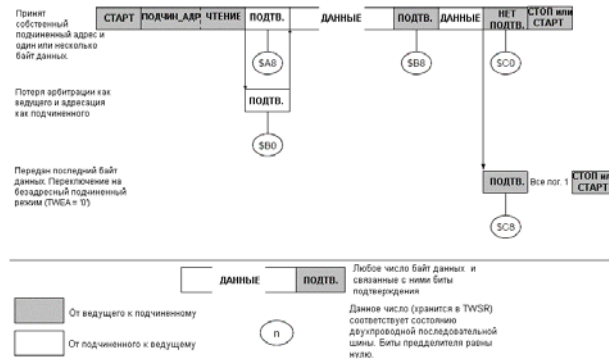 Принят
собственный
подчиненный адрес и
один или несколько
байт данных.
СТАРТ ПОДЧИН_АДР ЧТЕНИЕ ПОДТВ. ДАННЫЕ ПОДТВ. ДАННЫЕ НЕТ ПОДТВ. СТОП или СТАРТ
$A8 $B8 $C0
Потеря арбитрации как
ведущего и адресация
как подчиненного
ПОДТВ.
$B0
Передан последний байт
данных. Переключение на
безадресный подчиненный
режим (TWEA = '0')
ПОДТВ. Все лог. 1 СТОП или СТАРТ
$C8
ДАННЫЕ ПОДТВ.
Любое число байт данных и
связанные с ними биты
подтверждения
От ведущего к подчиненному
От подчиненного к ведущему
n
Данное число (хранится в TWSR)
соответствует состоянию
двухпроводной последовательной
шины. Биты предделителя равны
нулю.